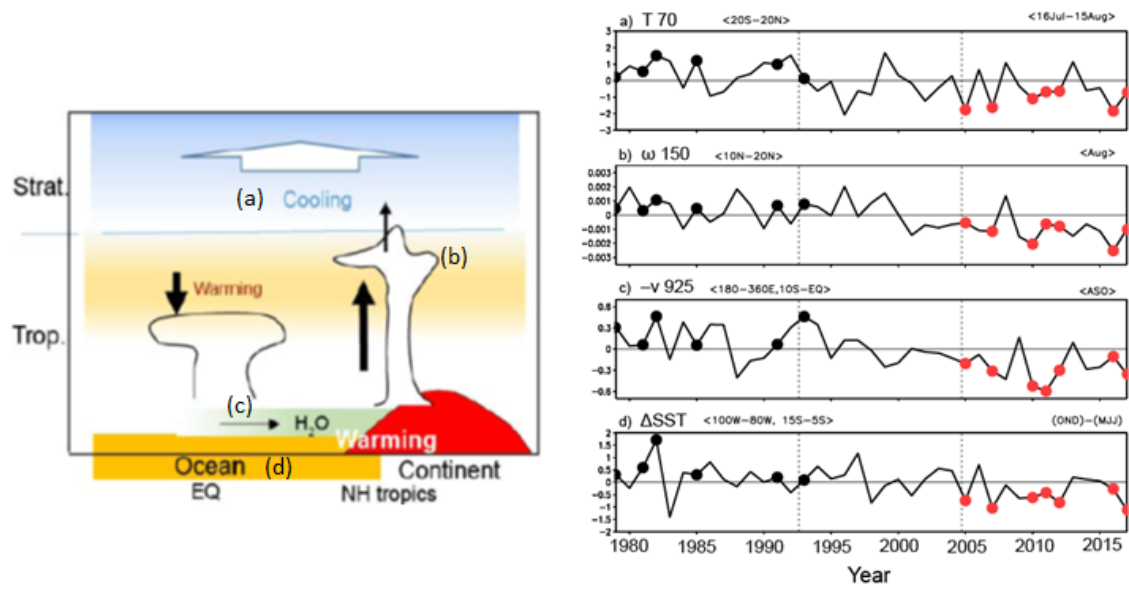 Strat.
(a) Cooling
(b)
Warming
Trop.
(c)
H₂O
Warming
Ocean (d)
Continent
EQ
NH tropics
a) T 70 <20S−20N> <16Jul−15Aug>
3
2
1
0
−1
−2
−3
b) ω 150 <10N−20N> <Aug>
0.003
0.002
0.001
0
−0.001
−0.002
−0.003
c) −v 925 <180−360E,10S−EQ> <ASO>
0.6
0.3
0
−0.3
−0.6
d) ΔSST <100W−80W, 15S−5S> (OND)−(MJJ)
2
1.5
1
0.5
0
−0.5
−1
−1.5
−2
1980 1985 1990 1995 2000 2005 2010 2015
Year